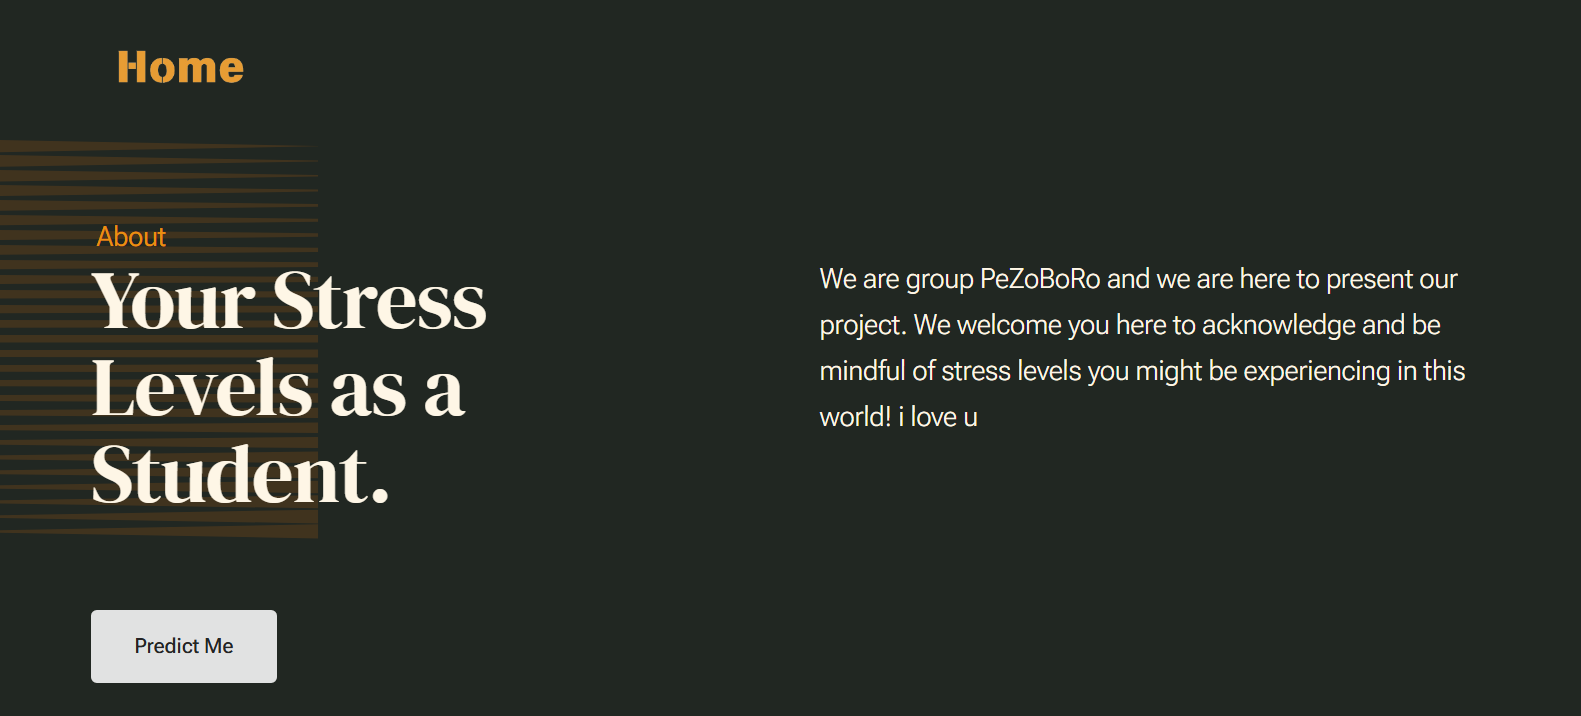 Home
About
Your Stress
Levels as a
Student.
We are group PeZoBoRo and we are here to present our
project. We welcome you here to acknowledge and be
mindful of stress levels you might be experiencing in this
world! i love u
Predict Me